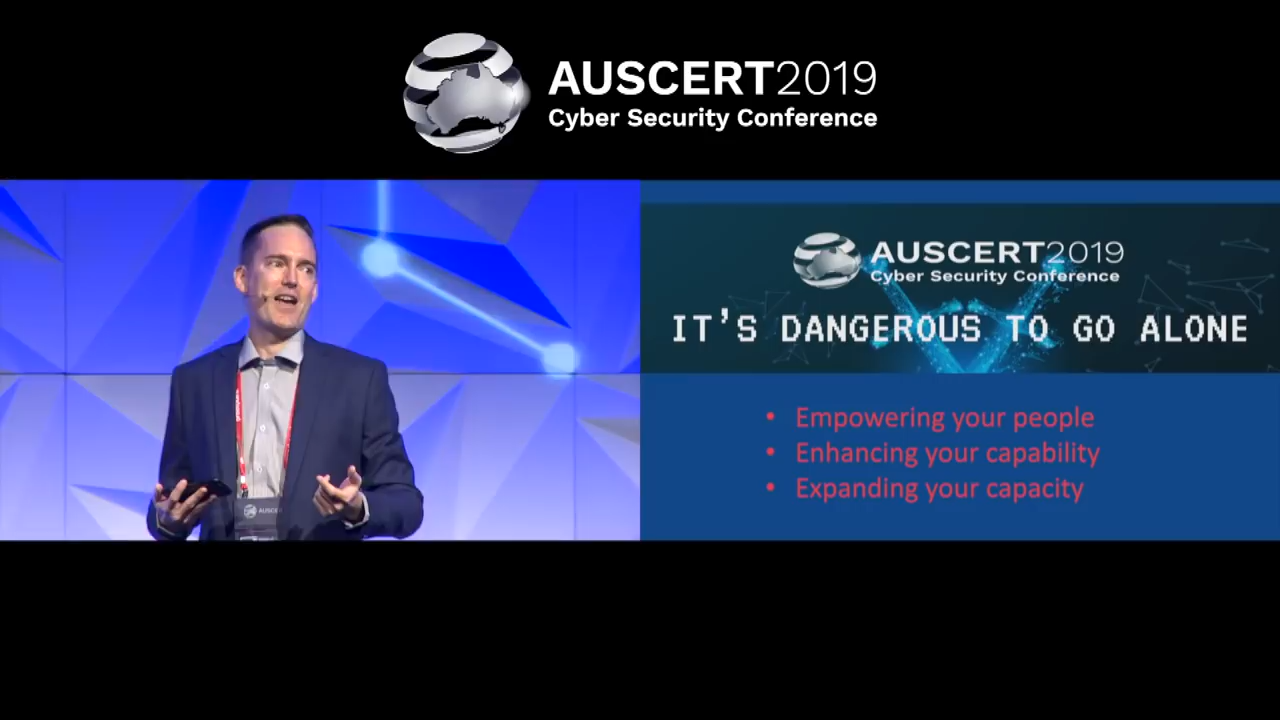 AUSCERT2019
Cyber Security Conference
AUSCERT2019
Cyber Security Conference
IT'S DANGEROUS TO GO ALONE
• Empowering your people
• Enhancing your capability
• Expanding your capacity